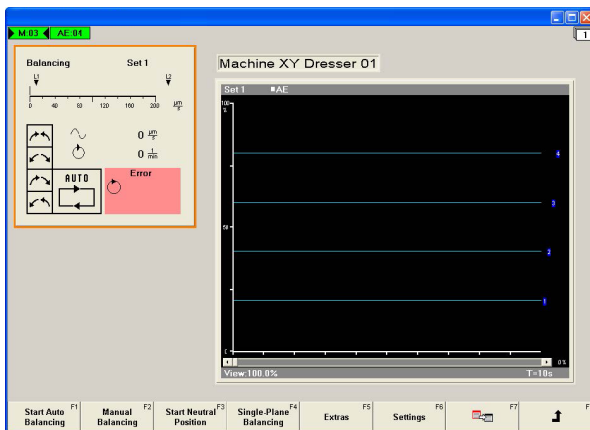 M:03 AE:01
1
Balancing Set 1
L1 L2
0 40 80 120 160 200 µm/s
0 µm/s
0 1/min
AUTO
Error
Machine XY Dresser 01
Set 1 AE
100
%
4
3
50
2
1
0
0%
View:100.0% T=10s
Start Auto Balancing F1
Manual Balancing F2
Start Neutral Position F3
Single-Plane Balancing F4
Extras F5
Settings F6
F7
F